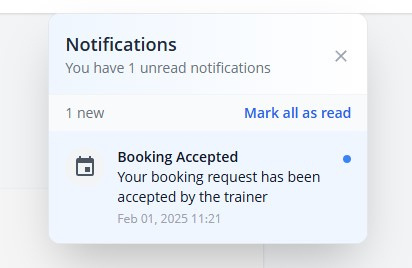 Notifications
You have 1 unread notifications
1 new
Mark all as read
Booking Accepted
Your booking request has been
accepted by the trainer
Feb 01, 2025 11:21